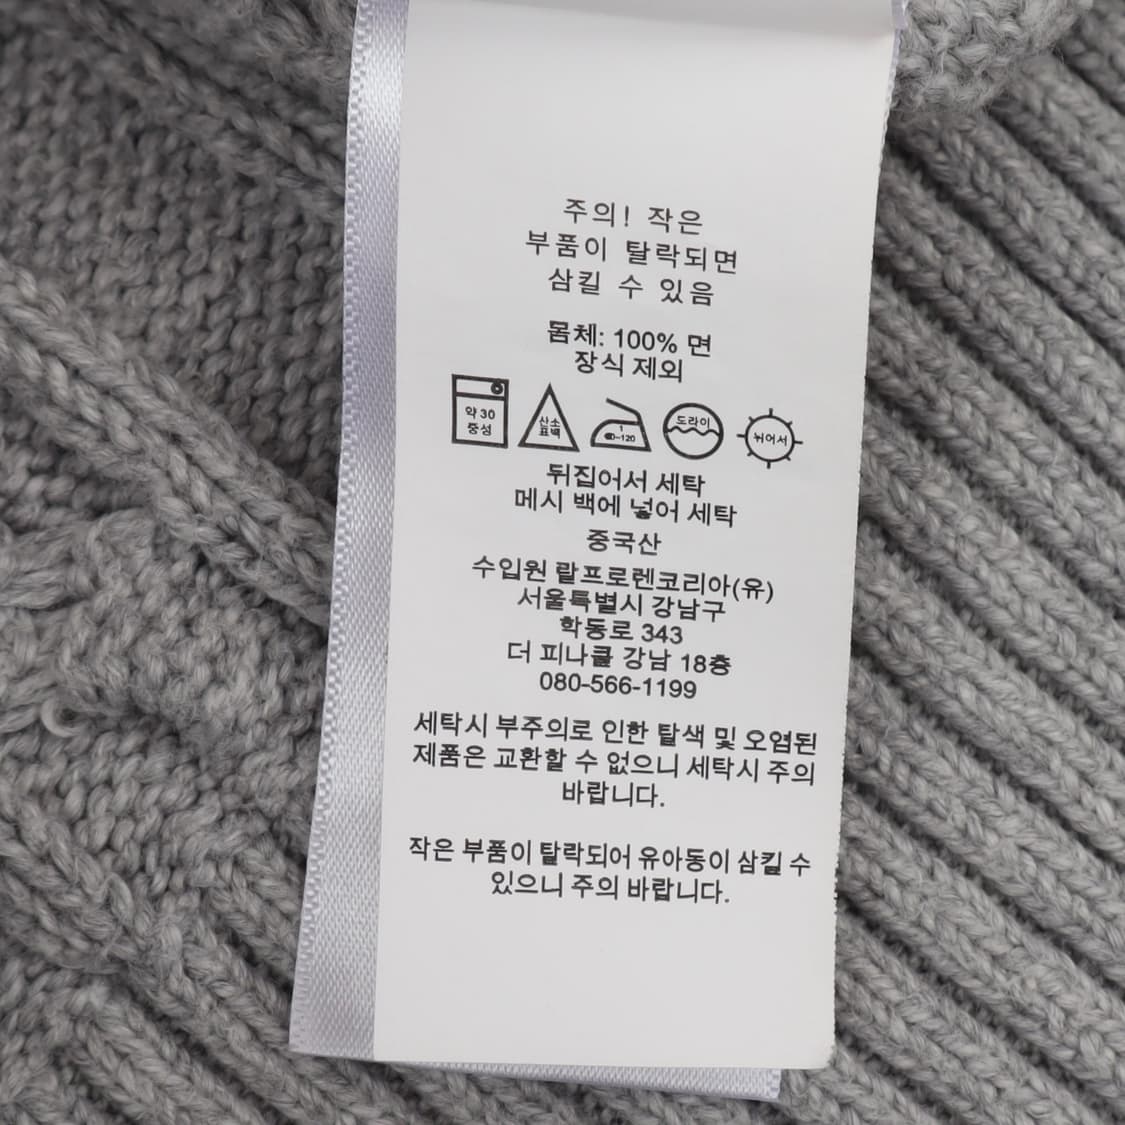 주의! 작은
부품이 탈락되면
삼킬 수 있음
몸체: 100% 면
장식 제외
약 30
중성
산소
표백
1
80~120
드라이
뉘어서
뒤집어서 세탁
메시 백에 넣어 세탁
중국산
수입원 랄프로렌코리아(유)
서울특별시 강남구
학동로 343
더 피나클 강남 18층
080-566-1199
세탁시 부주의로 인한 탈색 및 오염된
제품은 교환할 수 없으니 세탁시 주의
바랍니다.
작은 부품이 탈락되어 유아동이 삼킬 수
있으니 주의 바랍니다.